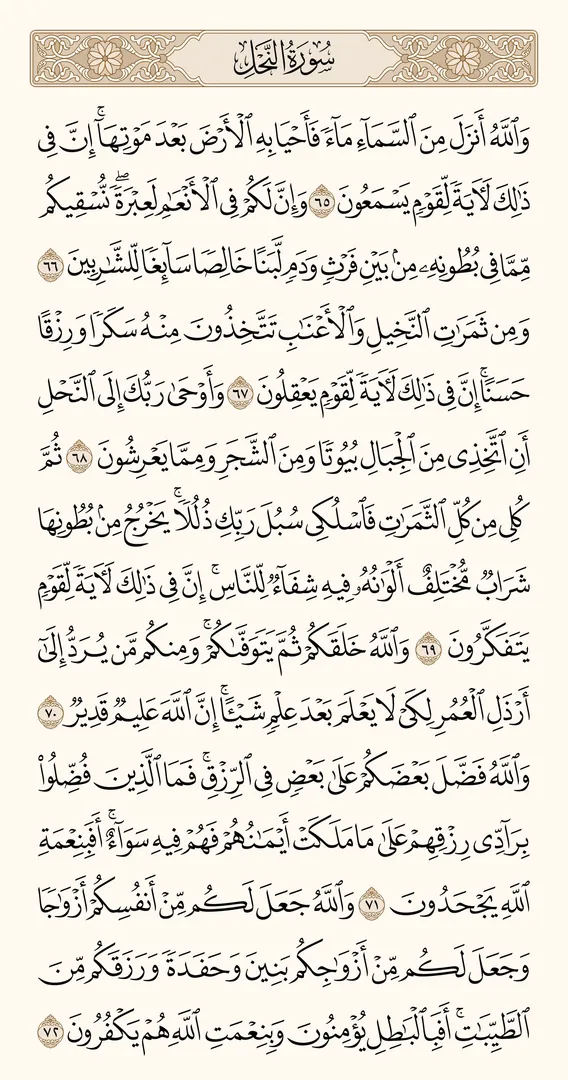 سُورَةُ النَّحْلِ
وَٱللَّهُ أَنزَلَ مِنَ ٱلسَّمَآءِ مَآءً فَأَحْيَا بِهِ ٱلْأَرْضَ بَعْدَ مَوْتِهَآ ۚ إِنَّ فِى
ذَٰلِكَ لَءَايَةً لِّقَوْمٍ يَسْمَعُونَ ٦٥ وَإِنَّ لَكُمْ فِى ٱلْأَنْعَٰمِ لَعِبْرَةً ۖ نُّسْقِيكُم
مِّمَّا فِى بُطُونِهِۦ مِنۢ بَيْنِ فَرْثٍ وَدَمٍ لَّبَنًا خَالِصًا سَآئِغًا لِّلشَّٰرِبِينَ ٦٦
وَمِن ثَمَرَٰتِ ٱلنَّخِيلِ وَٱلْأَعْنَٰبِ تَتَّخِذُونَ مِنْهُ سَكَرًا وَرِزْقًا
حَسَنًا ۗ إِنَّ فِى ذَٰلِكَ لَءَايَةً لِّقَوْمٍ يَعْقِلُونَ ٦٧ وَأَوْحَىٰ رَبُّكَ إِلَى ٱلنَّحْلِ
أَنِ ٱتَّخِذِى مِنَ ٱلْجِبَالِ بُيُوتًا وَمِنَ ٱلشَّجَرِ وَمِمَّا يَعْرِشُونَ ٦٨ ثُمَّ
كُلِى مِن كُلِّ ٱلثَّمَرَٰتِ فَٱسْلُكِى سُبُلَ رَبِّكِ ذُلُلًا ۚ يَخْرُجُ مِنۢ بُطُونِهَا
شَرَابٌ مُّخْتَلِفٌ أَلْوَٰنُهُۥ فِيهِ شِفَآءٌ لِّلنَّاسِ ۗ إِنَّ فِى ذَٰلِكَ لَءَايَةً لِّقَوْمٍ
يَتَفَكَّرُونَ ٦٩ وَٱللَّهُ خَلَقَكُمْ ثُمَّ يَتَوَفَّىٰكُمْ ۚ وَمِنكُم مَّن يُرَدُّ إِلَىٰٓ
أَرْذَلِ ٱلْعُمُرِ لِكَىْ لَا يَعْلَمَ بَعْدَ عِلْمٍ شَيْـًٔا ۚ إِنَّ ٱللَّهَ عَلِيمٌ قَدِيرٌ ٧٠
وَٱللَّهُ فَضَّلَ بَعْضَكُمْ عَلَىٰ بَعْضٍ فِى ٱلرِّزْقِ ۚ فَمَا ٱلَّذِينَ فُضِّلُوا۟
بِرَآدِّى رِزْقِهِمْ عَلَىٰ مَا مَلَكَتْ أَيْمَٰنُهُمْ فَهُمْ فِيهِ سَوَآءٌ ۚ أَفَبِنِعْمَةِ
ٱللَّهِ يَجْحَدُونَ ٧١ وَٱللَّهُ جَعَلَ لَكُم مِّنْ أَنفُسِكُمْ أَزْوَٰجًا
وَجَعَلَ لَكُم مِّنْ أَزْوَٰجِكُم بَنِينَ وَحَفَدَةً وَرَزَقَكُم مِّنَ
ٱلطَّيِّبَٰتِ ۚ أَفَبِٱلْبَٰطِلِ يُؤْمِنُونَ وَبِنِعْمَتِ ٱللَّهِ هُمْ يَكْفُرُونَ ٧٢